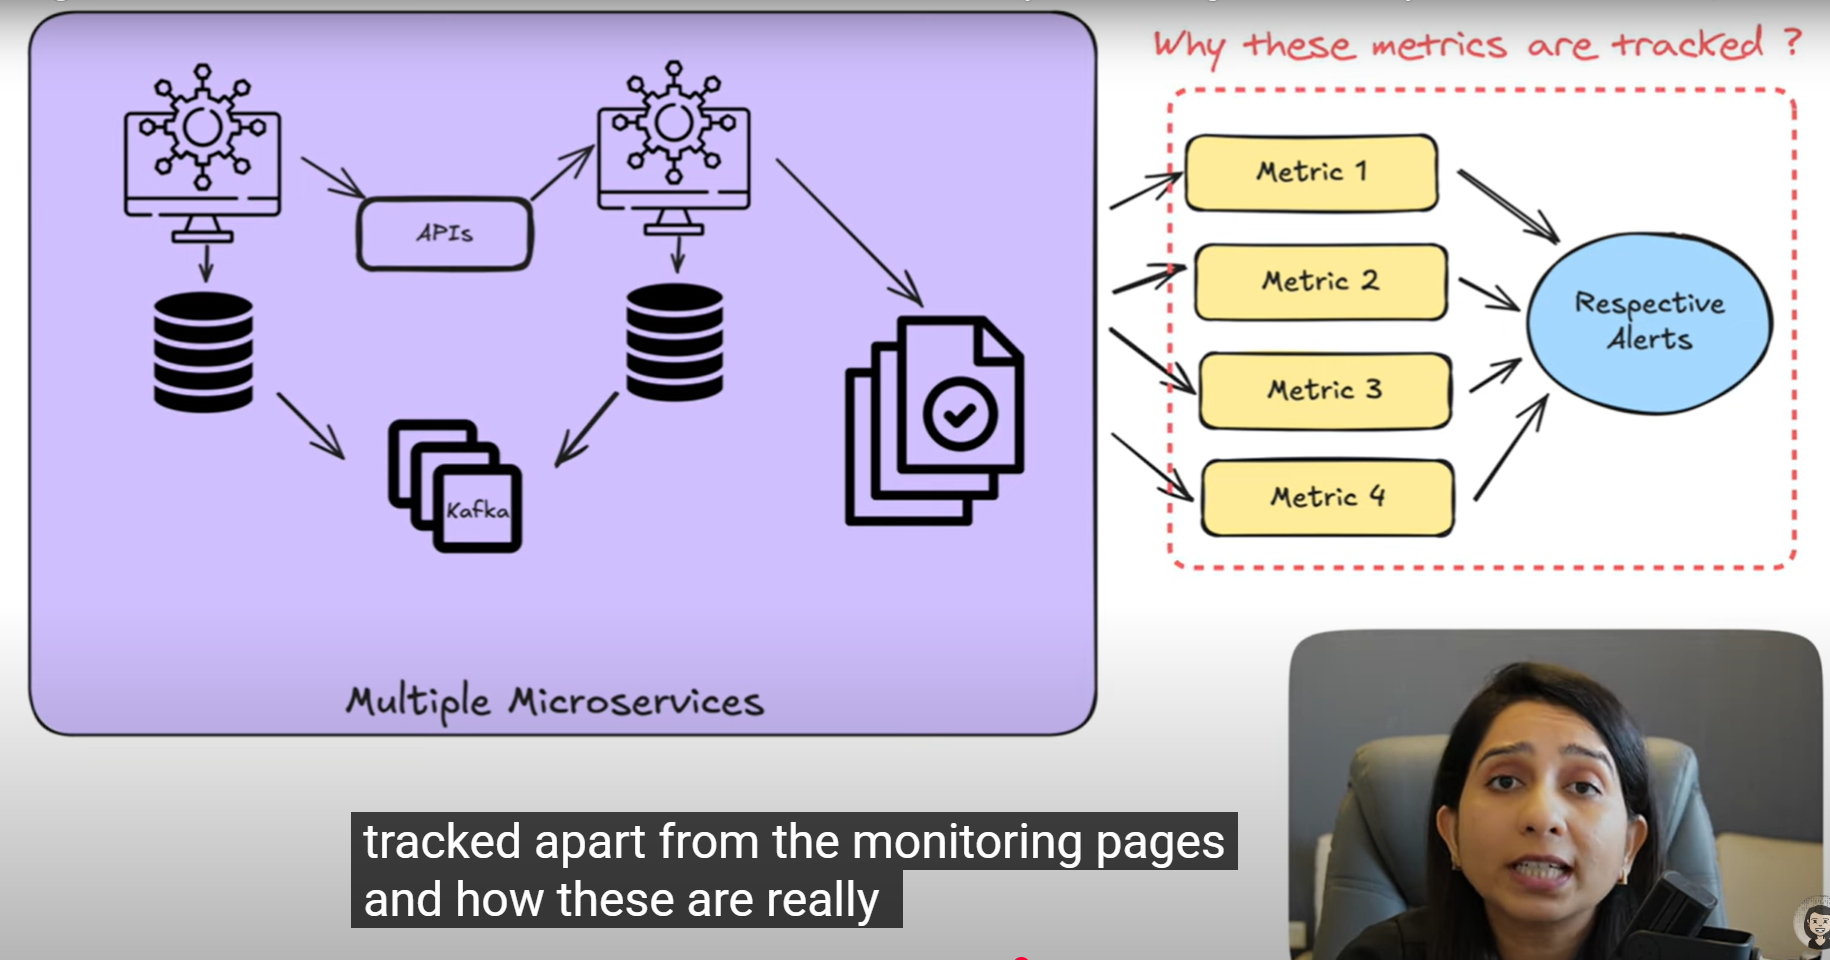 Why these metrics are tracked ?
Metric 1
APIs
Metric 2
Respective
Alerts
Metric 3
Metric 4
Kafka
Multiple Microservices
tracked apart from the monitoring pages
and how these are really